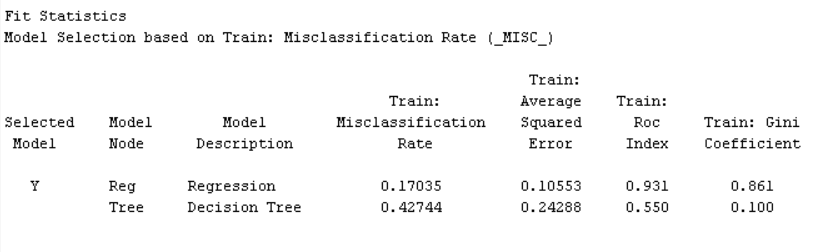 Fit Statistics
Model Selection based on Train: Misclassification Rate (_MISC_)
Train:
Train: Average Train:
Selected Model Model Misclassification Squared Roc Train: Gini
Model Node Description Rate Error Index Coefficient
Y Reg Regression 0.17035 0.10553 0.931 0.861
Tree Decision Tree 0.42744 0.24288 0.550 0.100